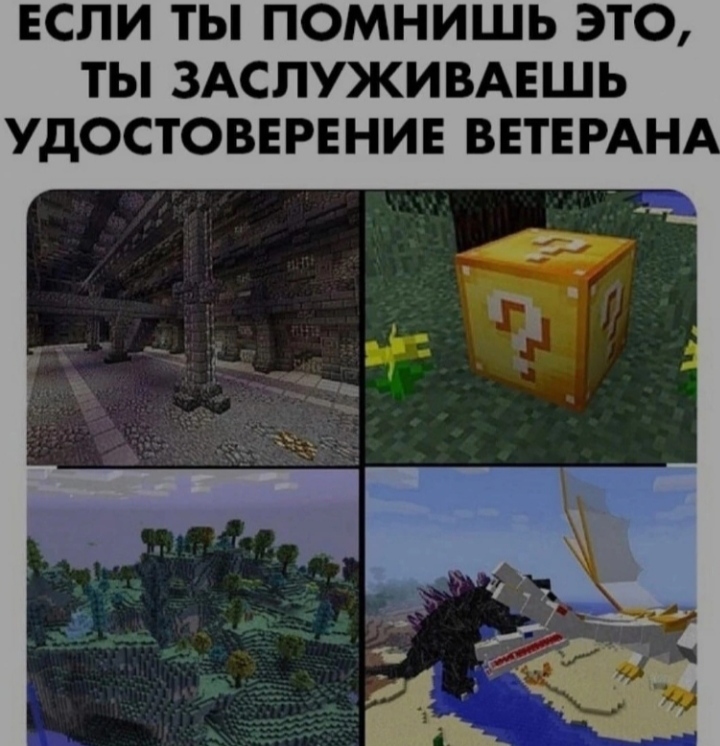 ЕСЛИ ТЫ ПОМНИШЬ ЭТО,
ТЫ ЗАСЛУЖИВАЕШЬ
УДОСТОВЕРЕНИЕ ВЕТЕРАНА